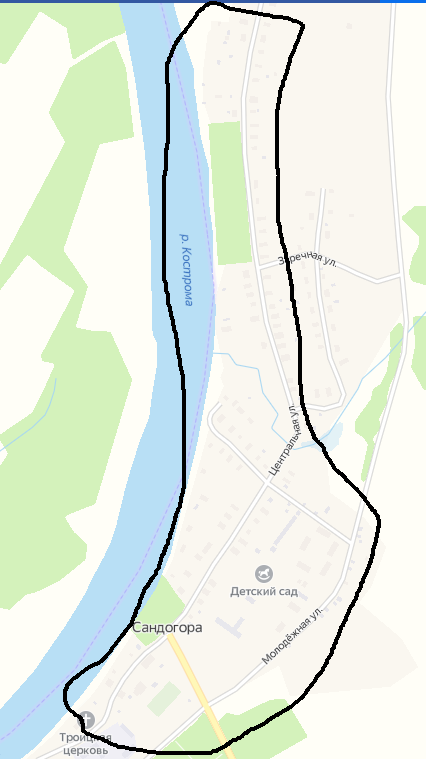 р. Кострома
Заречная ул.
Центральная ул.
Детский сад
Сандогора
Молодёжная ул.
Троицкая
церковь